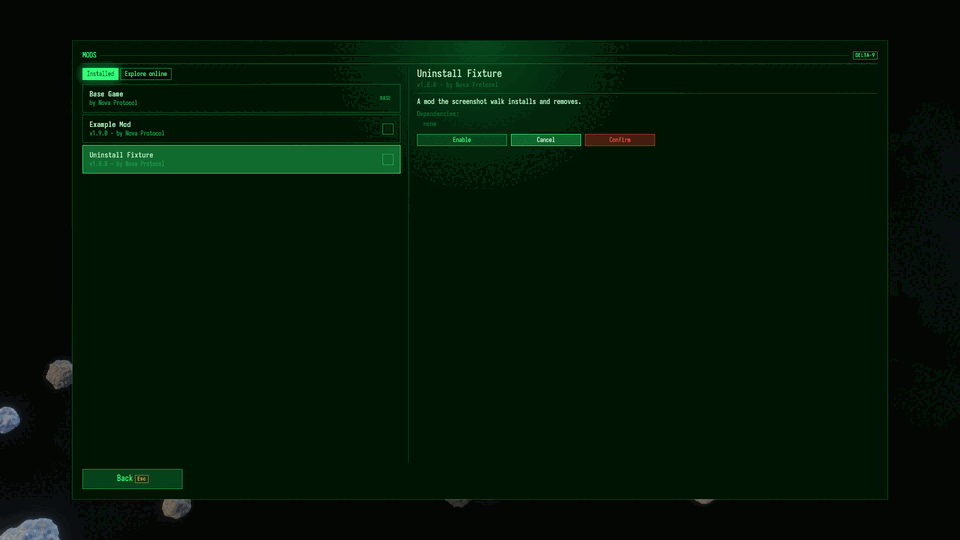 MODS
DELTA-9
Installed
Explore online
Base Game
by Nova Protocol
BASE
Example Mod
v1.9.0 - by Nova Protocol
Uninstall Fixture
v1.0.0 - by Nova Protocol
Uninstall Fixture
v1.0.0 - by Nova Protocol
A mod the screenshot walk installs and removes.
Dependencies:
none
Enable
Cancel
Confirm
Back Esc